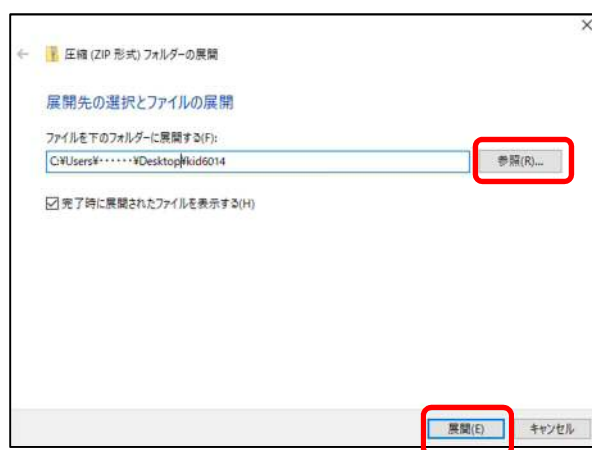 圧縮 (ZIP 形式) フォルダーの展開
展開先の選択とファイルの展開
ファイルを下のフォルダーに展開する(F):
C:¥Users¥······¥Desktop¥kid6014
参照(R)...
完了時に展開されたファイルを表示する(H)
展開(E)
キャンセル